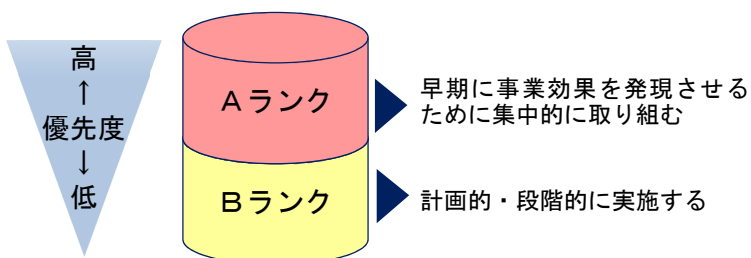 高
↑
優先度
↓
低
Ａランク
早期に事業効果を発現させる
ために集中的に取り組む
Ｂランク
計画的・段階的に実施する